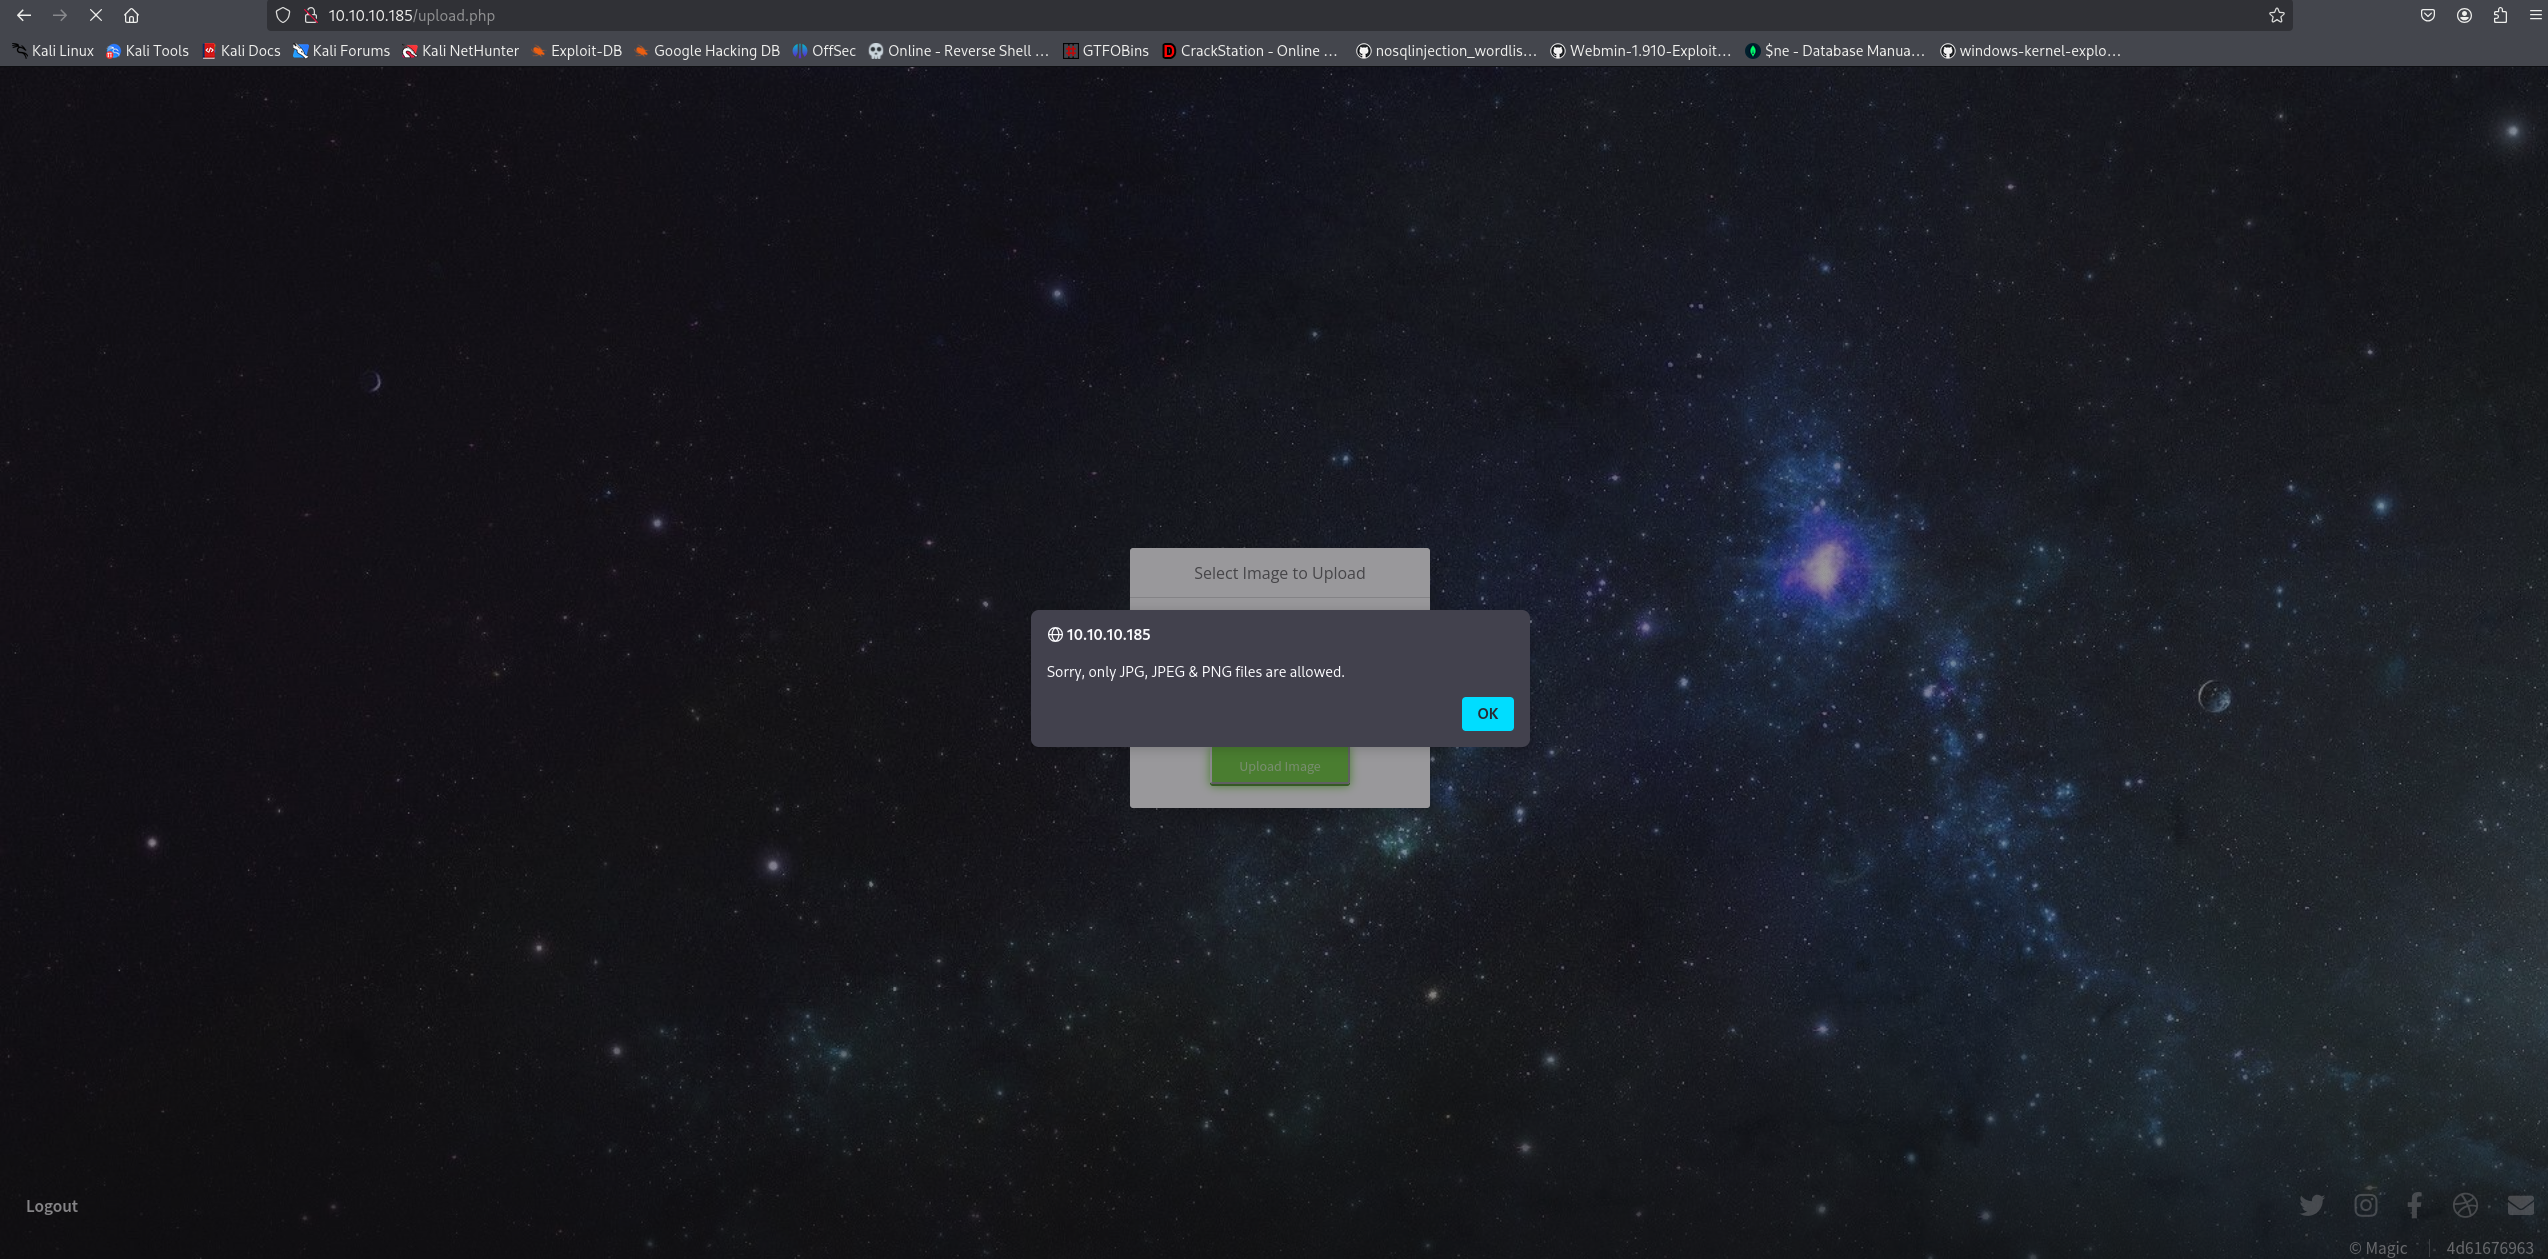 10.10.10.185/upload.php
Kali Linux Kali Tools Kali Docs Kali Forums Kali NetHunter Exploit-DB Google Hacking DB OffSec Online - Reverse Shell ... GTFOBins CrackStation - Online ... nosqlinjection_wordlis... Webmin-1.910-Exploit... $ne - Database Manua... windows-kernel-explo...
Select Image to Upload
10.10.10.185
Sorry, only JPG, JPEG & PNG files are allowed.
OK
Upload Image
Logout
© Magic | 4d61676963